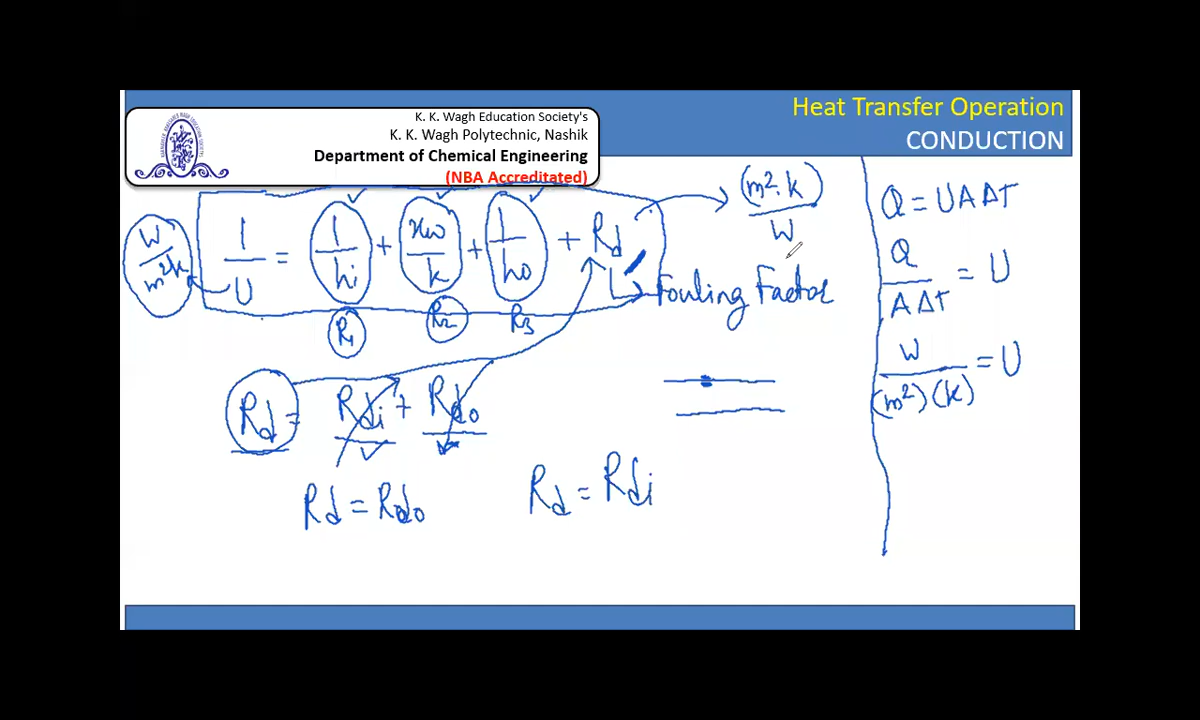 K. K. Wagh Education Society's
K. K. Wagh Polytechnic, Nashik
Department of Chemical Engineering
(NBA Accreditated)
Heat Transfer Operation
CONDUCTION
W/m²k
1/U = 1/hi + xw/k + 1/ho + Rd
(m².k)/W
Fouling Factor
R1 R2 R3
Rd = Rdi + Rdo
Rd = Rdo
Rd = Rdi
Q = UAΔT
Q/AΔT = U
W/(m²)(k) = U